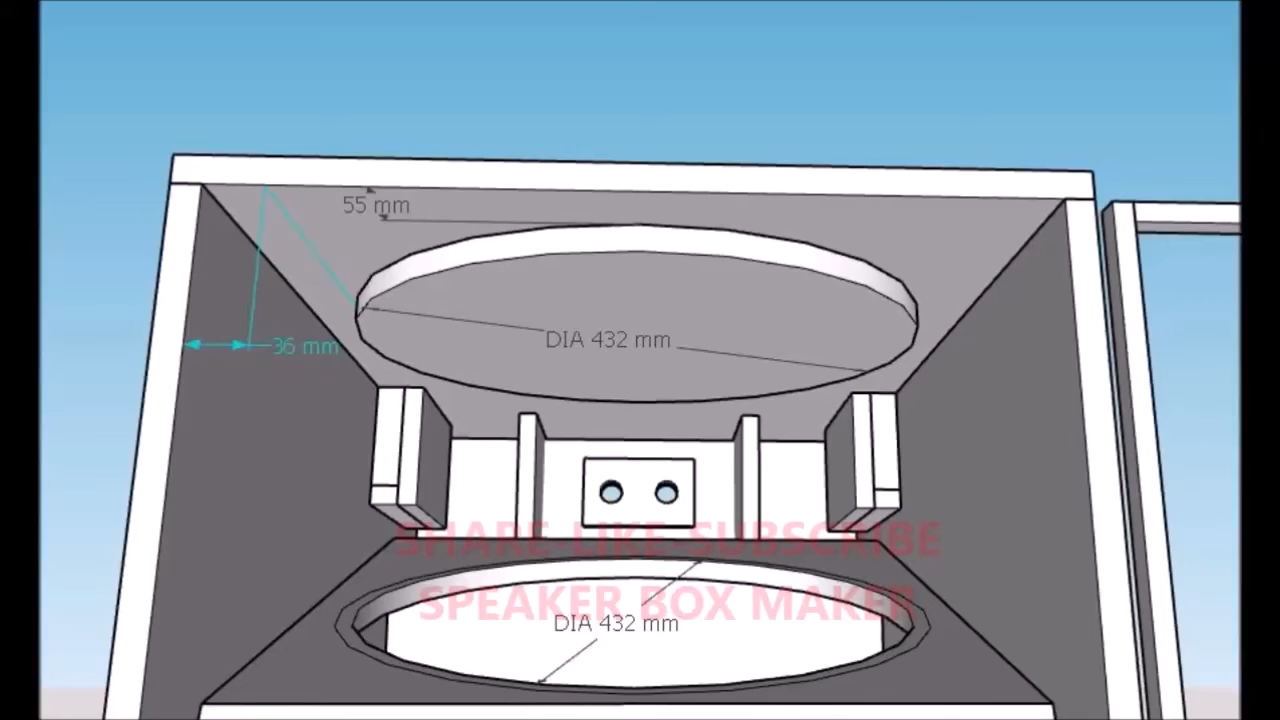 55 mm
DIA 432 mm
36 mm
SHARE-LIKE-SUBSCRIBE
SPEAKER BOX MAKER
DIA 432 mm